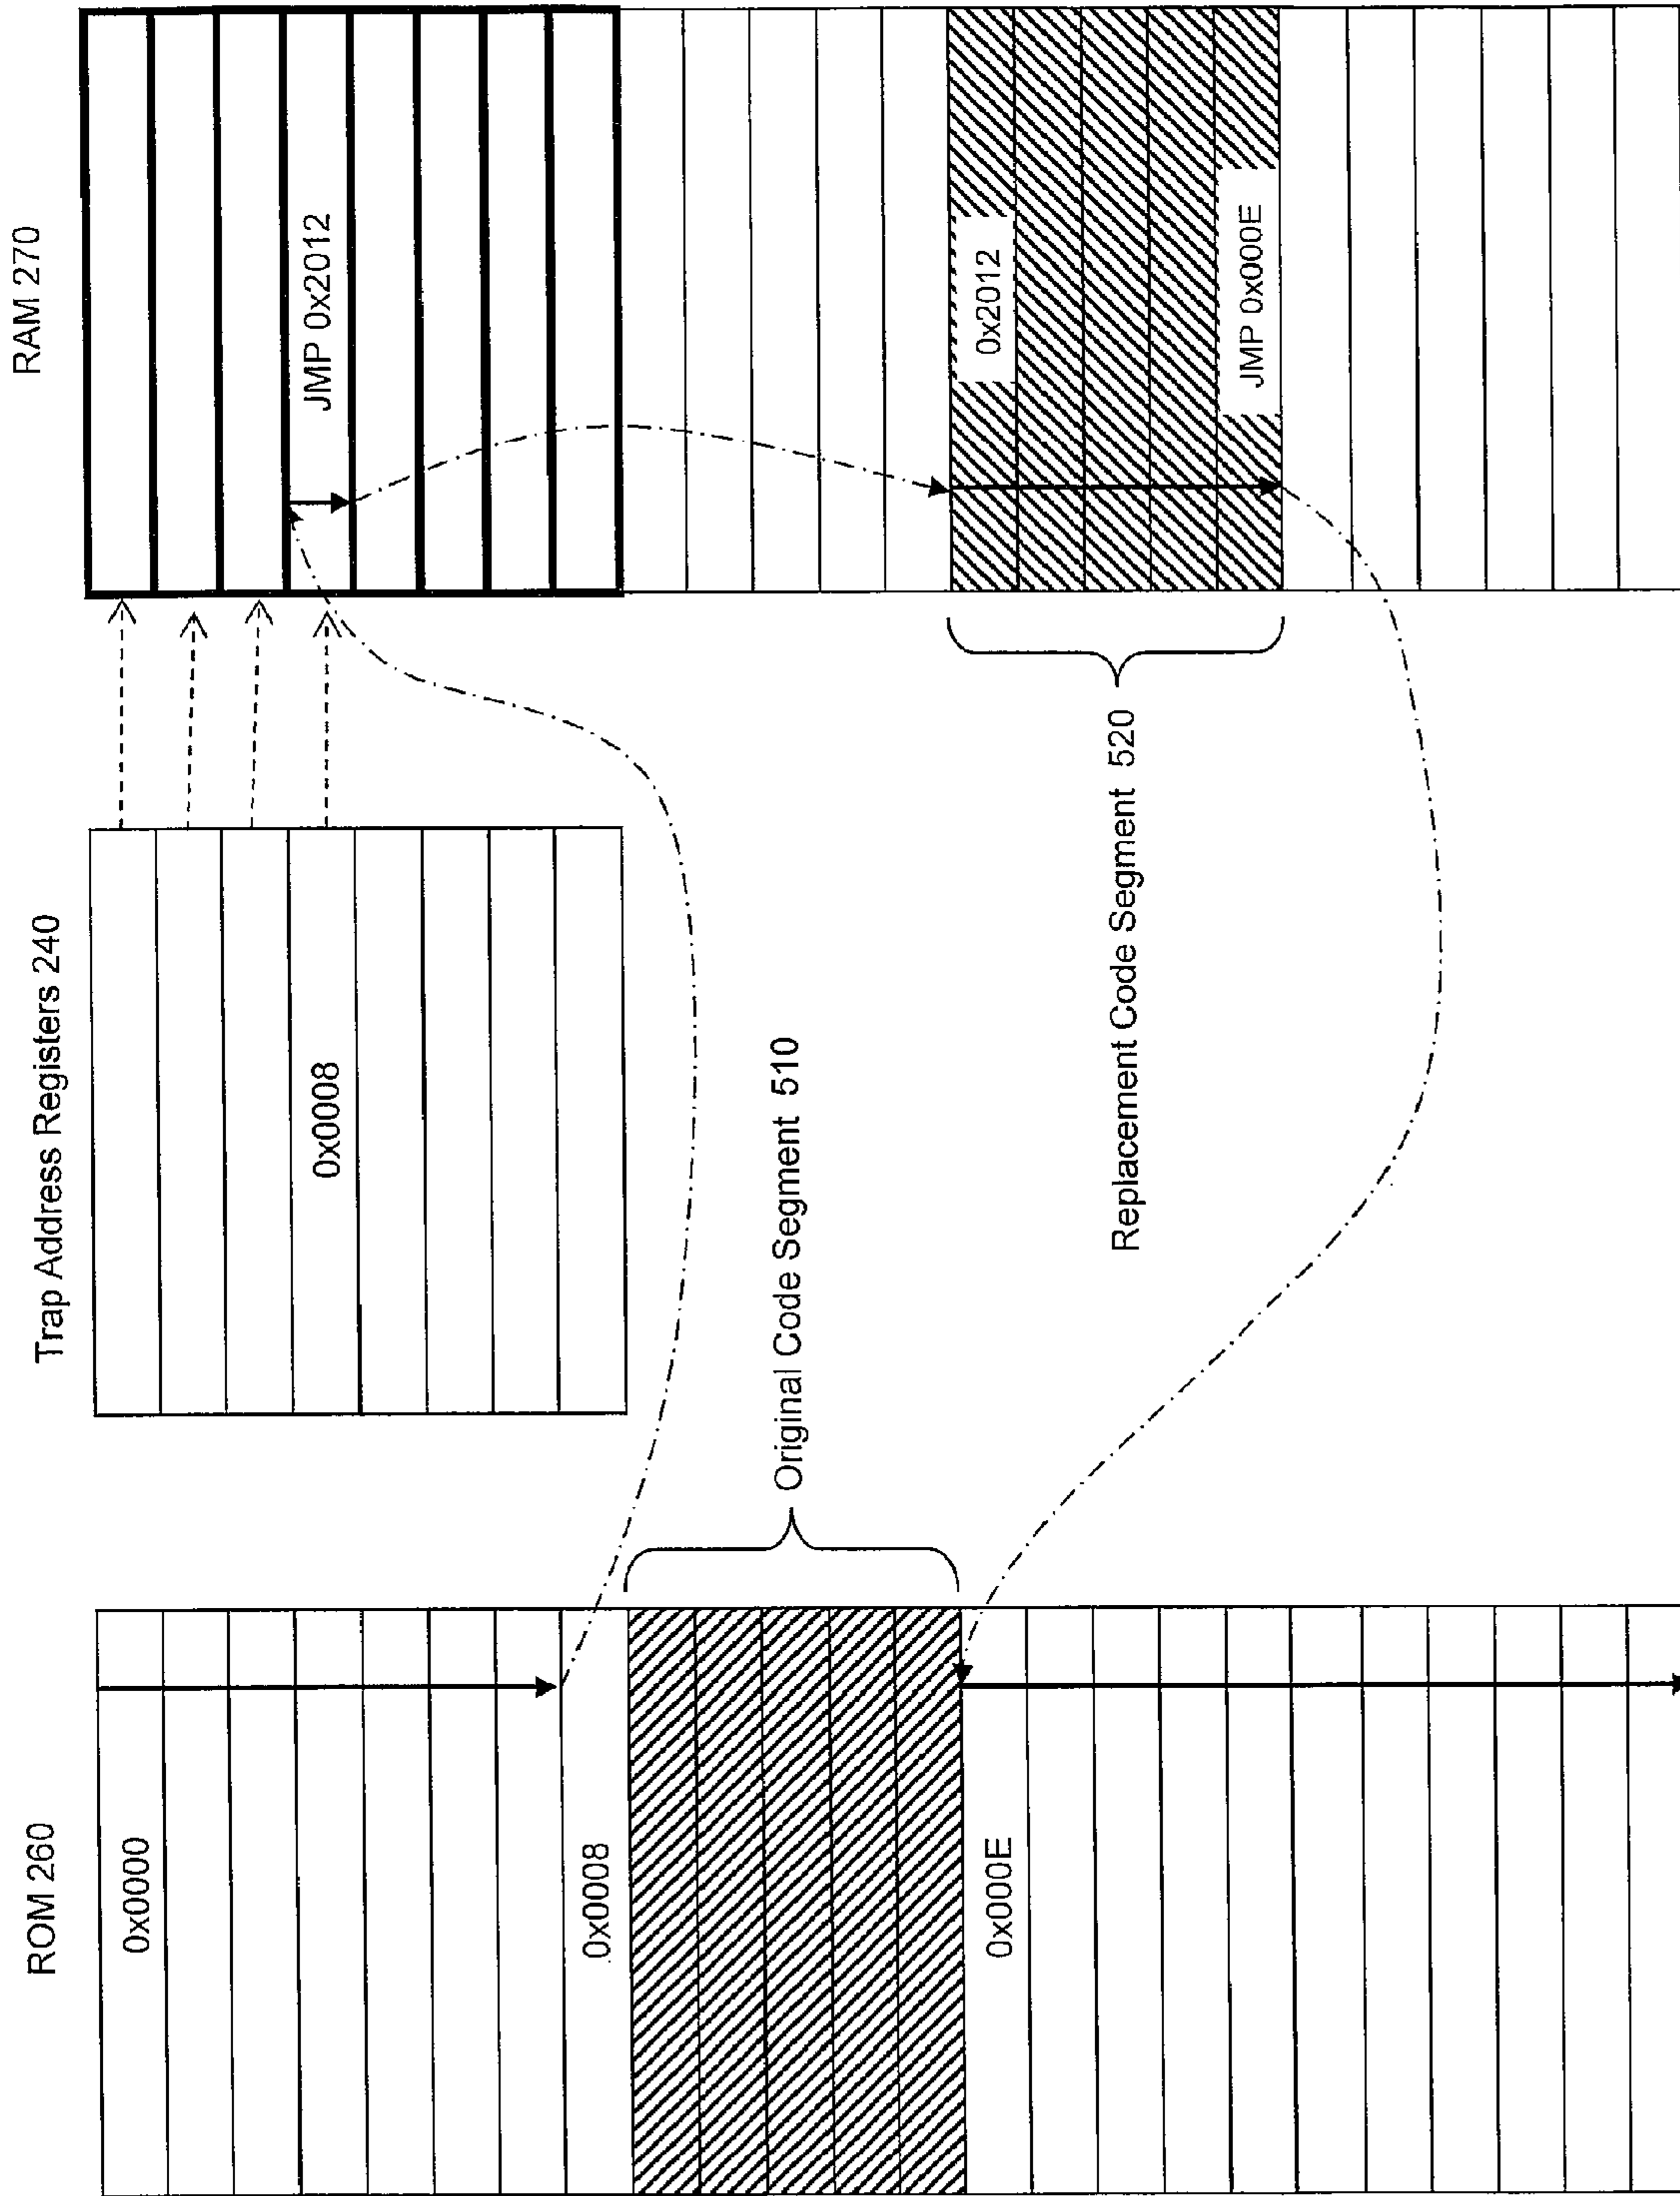 ROM 260
0x0000
0x0008
0x000E
Original Code Segment 510
Trap Address Registers 240
0x0008
RAM 270
JMP 0x2012
0x2012
JMP 0x000E
Replacement Code Segment 520